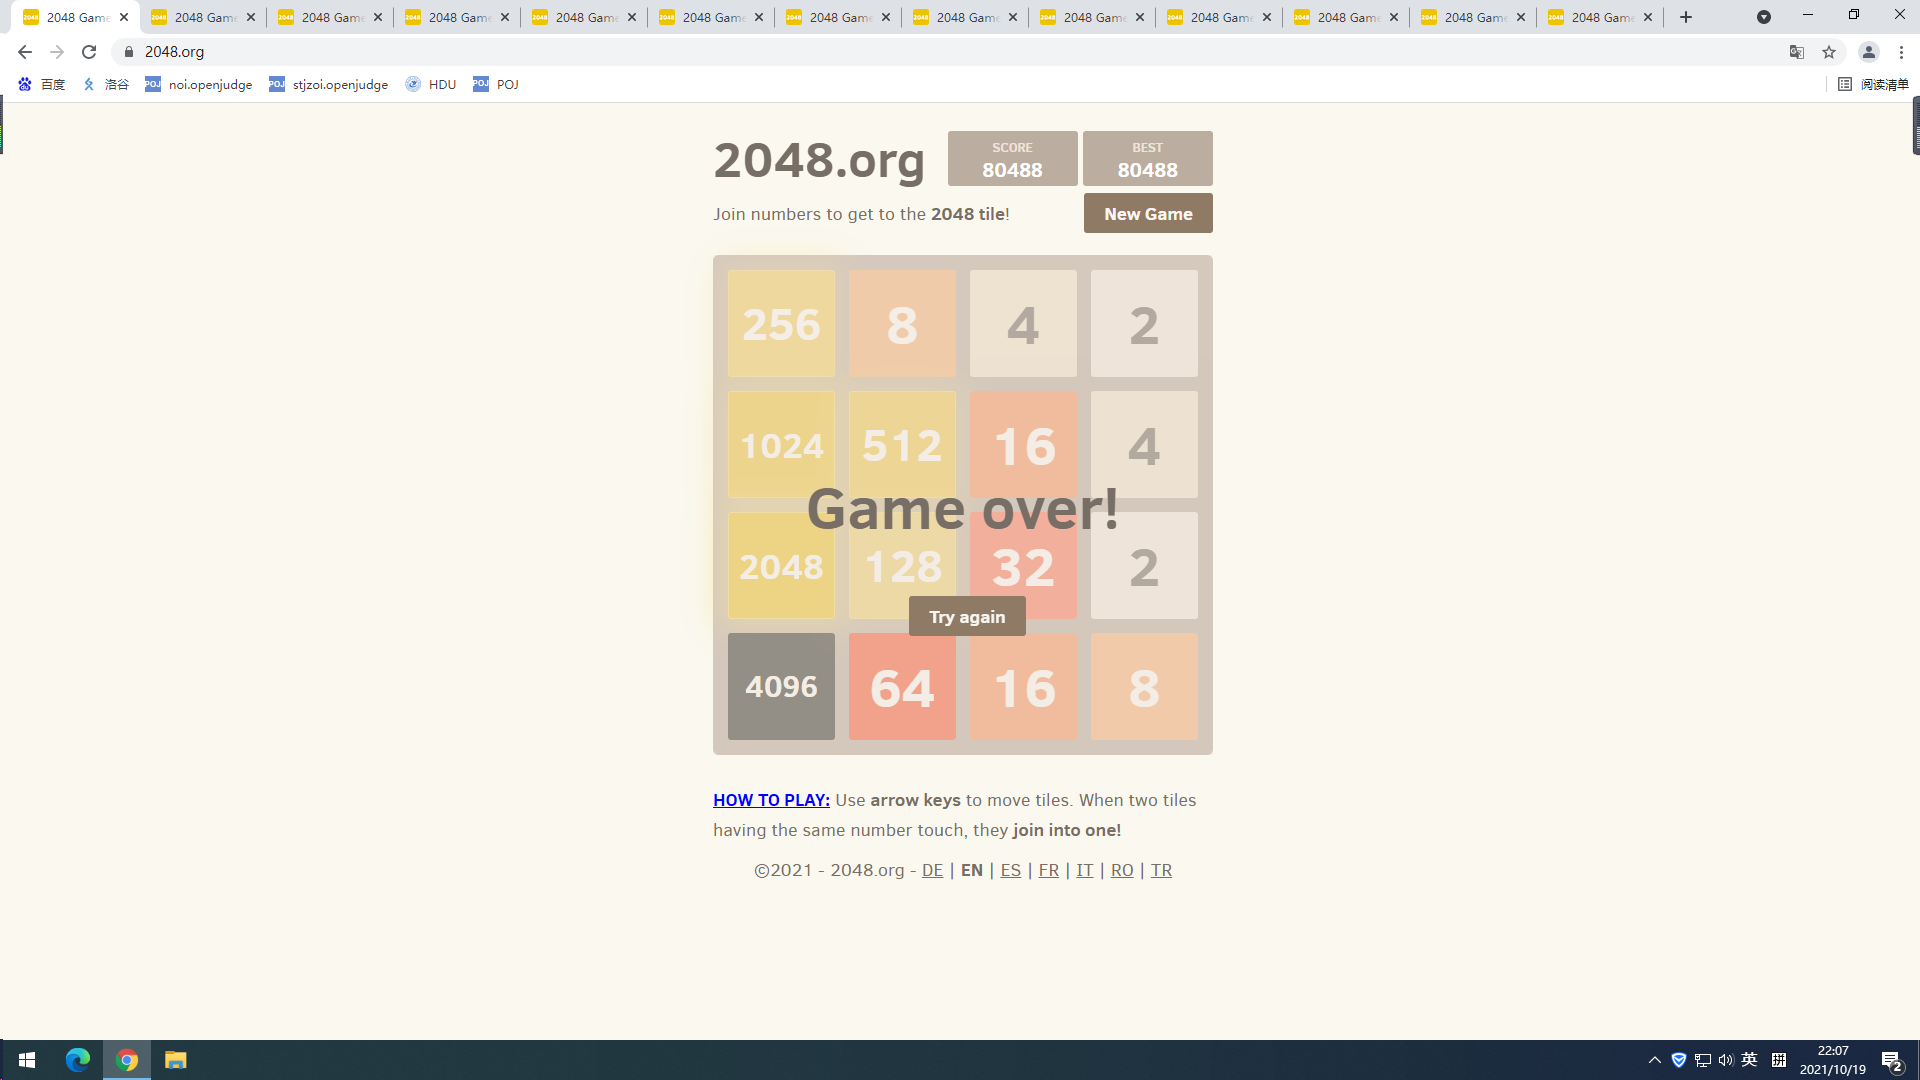 2048 Game 2048 Game 2048 Game 2048 Game 2048 Game 2048 Game 2048 Game 2048 Game 2048 Game 2048 Game 2048 Game 2048 Game 2048 Game
2048.org
百度 洛谷 POJ noi.openjudge POJ stjzoi.openjudge HDU POJ POJ 阅读清单
2048.org
SCORE
80488
BEST
80488
Join numbers to get to the 2048 tile!
New Game
256 8 4 2
1024 512 16 4
Game over!
2048 128 32 2
Try again
4096 64 16 8
HOW TO PLAY: Use arrow keys to move tiles. When two tiles
having the same number touch, they join into one!
©2021 - 2048.org - DE | EN | ES | FR | IT | RO | TR
英 拼 22:07
2021/10/19
2